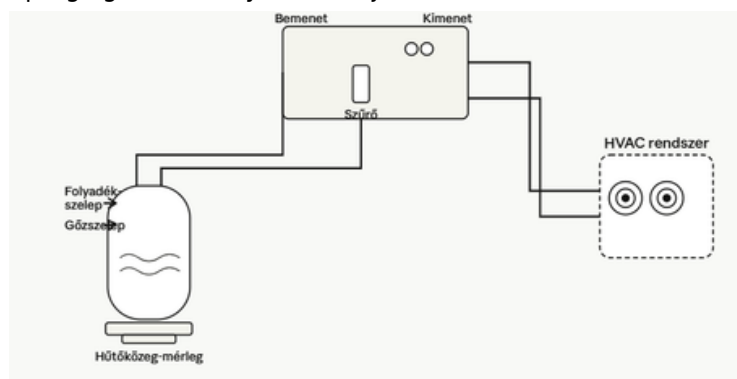 Bemenet
Kimenet
Szűrő
HVAC rendszer
Folyadék-
szelep
Gőzszelep
Hűtőközeg-mérleg